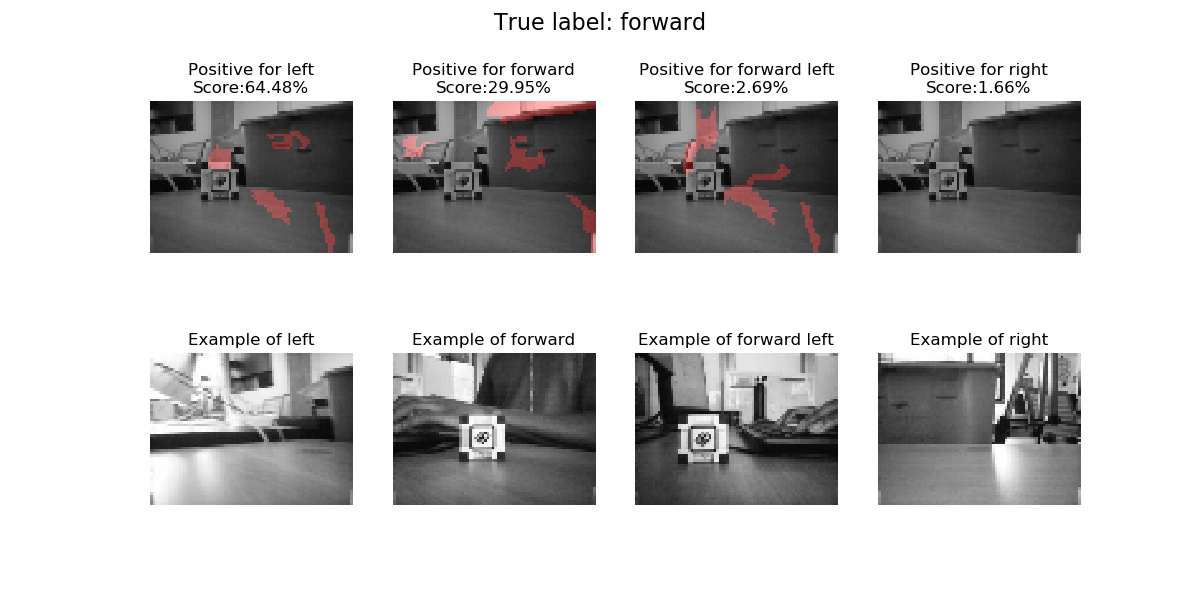 True label: forward
Positive for left
Score:64.48%
Positive for forward
Score:29.95%
Positive for forward left
Score:2.69%
Positive for right
Score:1.66%
Example of left
Example of forward
Example of forward left
Example of right